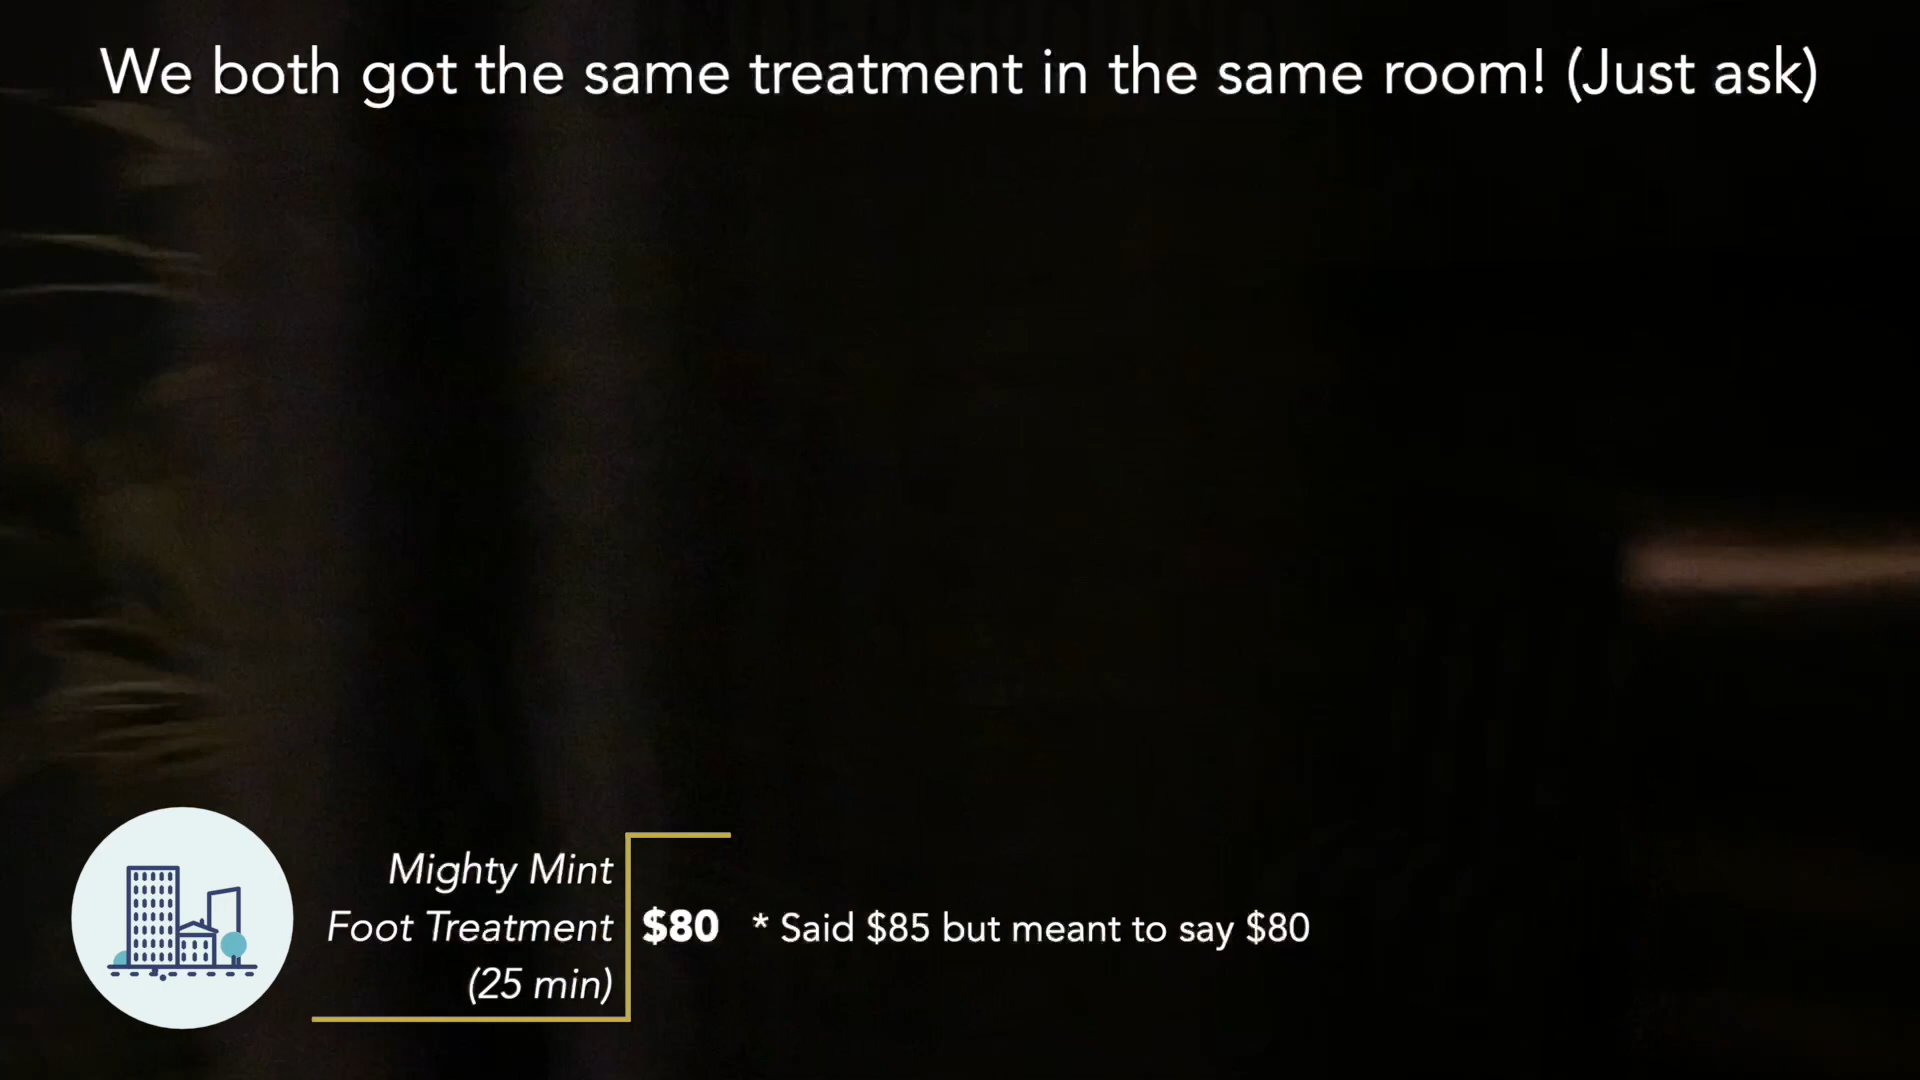 We both got the same treatment in the same room! (Just ask)
Mighty Mint
Foot Treatment
(25 min)
$80
* Said $85 but meant to say $80